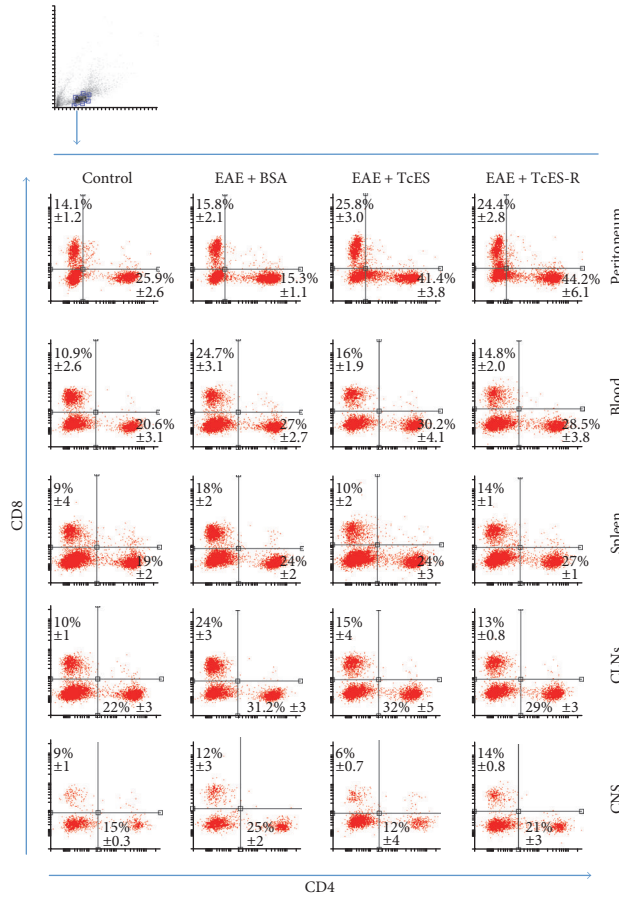 Control EAE + BSA EAE + TcES EAE + TcES-R
14.1% 15.8% 25.8% 24.4%
±1.2 ±2.1 ±3.0 ±2.8
Peritoneum
25.9% 15.3% 41.4% 44.2%
±2.6 ±1.1 ±3.8 ±6.1
10.9% 24.7% 16% 14.8%
±2.6 ±3.1 ±1.9 ±2.0
Blood
20.6% 27% 30.2% 28.5%
±3.1 ±2.7 ±4.1 ±3.8
9% 18% 10% 14%
±4 ±2 ±2 ±1
Spleen
19% 24% 24% 27%
±2 ±2 ±3 ±1
CD8
10% 24% 15% 13%
±1 ±3 ±4 ±0.8
CLNs
22% ±3 31.2% ±3 32% ±5 29% ±3
9% 12% 6% 14%
±1 ±3 ±0.7 ±0.8
CNS
15% 25% 12% 21%
±0.3 ±2 ±4 ±3
CD4